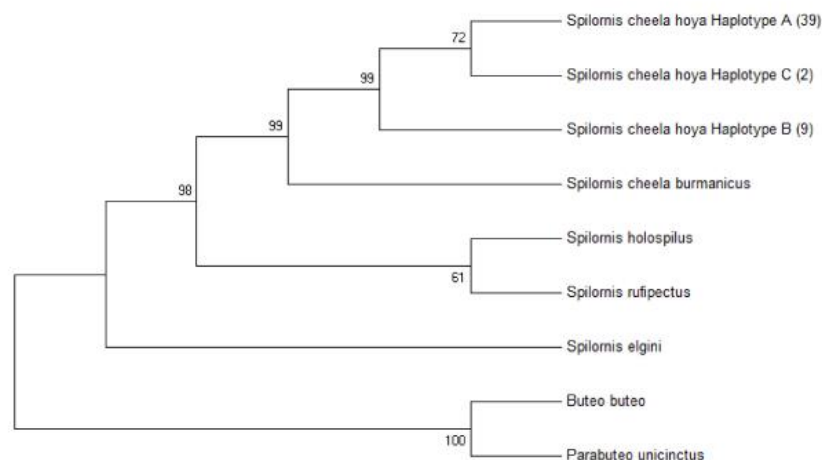 Spilornis cheela hoya Haplotype A (39)
72
Spilornis cheela hoya Haplotype C (2)
99
Spilornis cheela hoya Haplotype B (9)
99
Spilornis cheela burmanicus
98
Spilornis holospilus
61
Spilornis rufipectus
Spilornis elgini
Buteo buteo
100
Parabuteo unicinctus